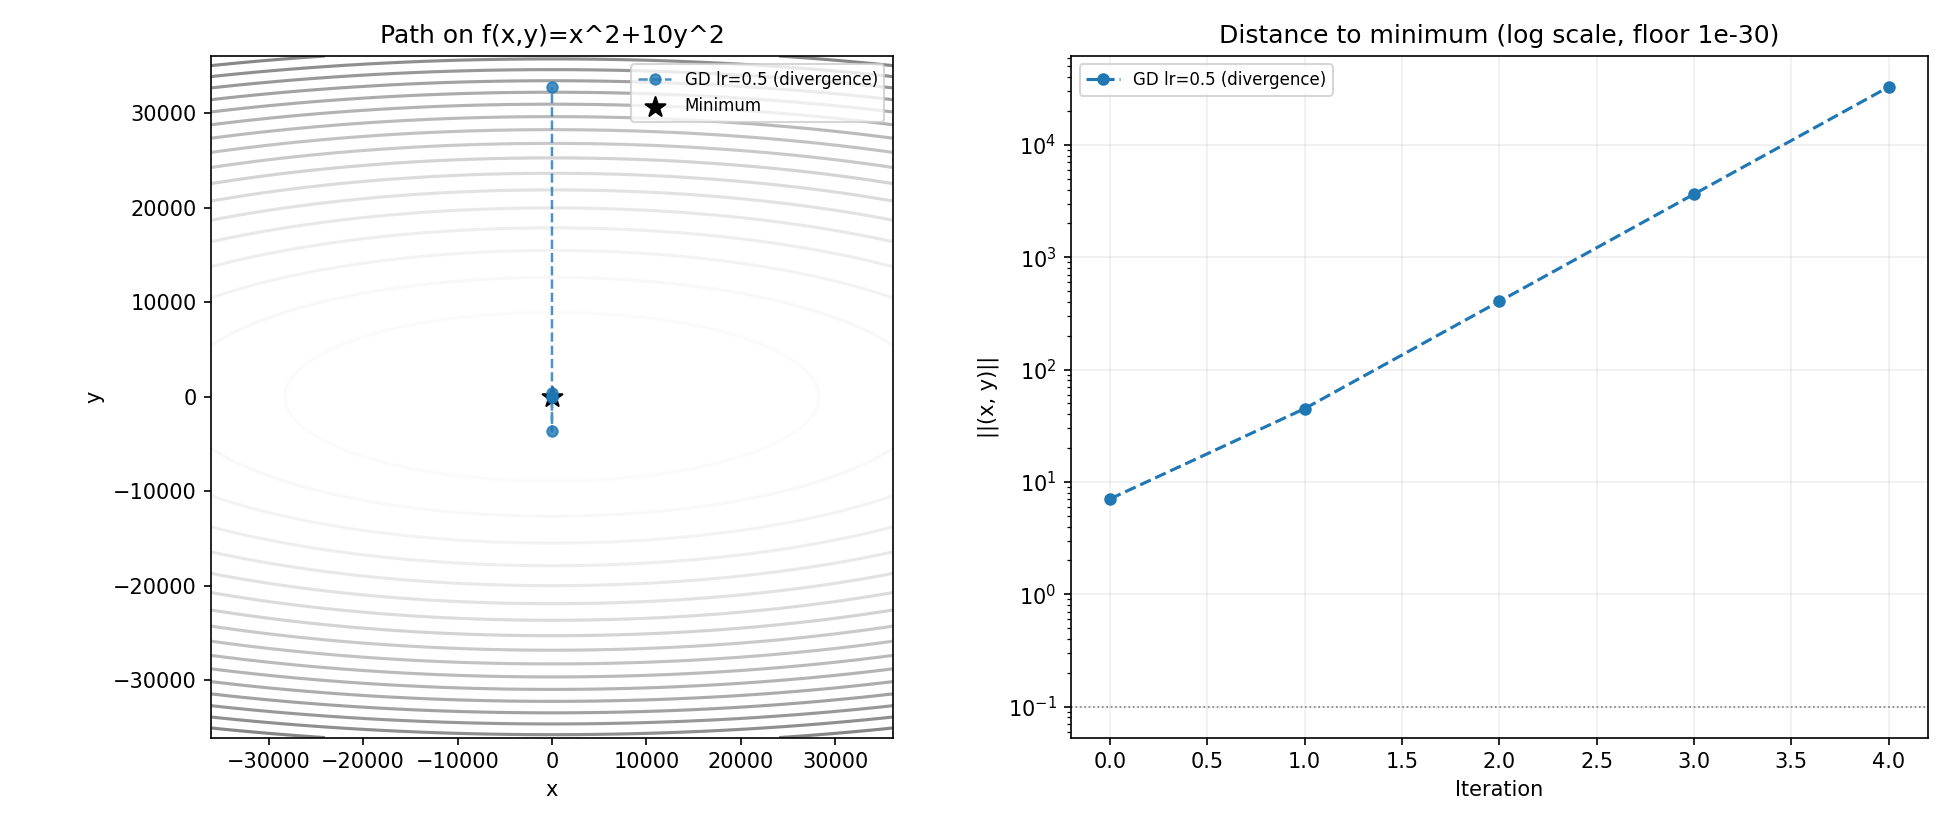 Path on f(x,y)=x^2+10y^2
GD lr=0.5 (divergence)
Minimum
30000
20000
10000
0
−10000
−20000
−30000
y
−30000 −20000 −10000 0 10000 20000 30000
x
Distance to minimum (log scale, floor 1e-30)
GD lr=0.5 (divergence)
10^4
10^3
10^2
10^1
10^0
10^−1
||(x, y)||
0.0 0.5 1.0 1.5 2.0 2.5 3.0 3.5 4.0
Iteration